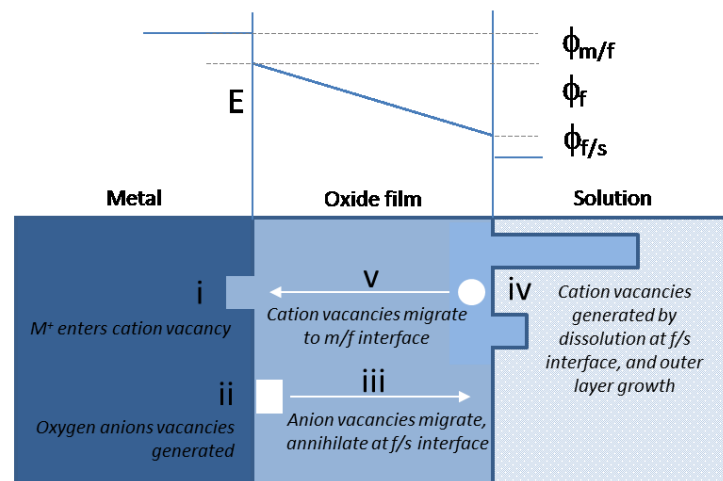 ϕm/f
ϕf
E
ϕf/s
Metal
Oxide film
Solution
i
M⁺ enters cation vacancy
v
Cation vacancies migrate
to m/f interface
iv
Cation vacancies
generated by
dissolution at f/s
interface, and outer
layer growth
ii
Oxygen anions vacancies
generated
iii
Anion vacancies migrate,
annihilate at f/s interface